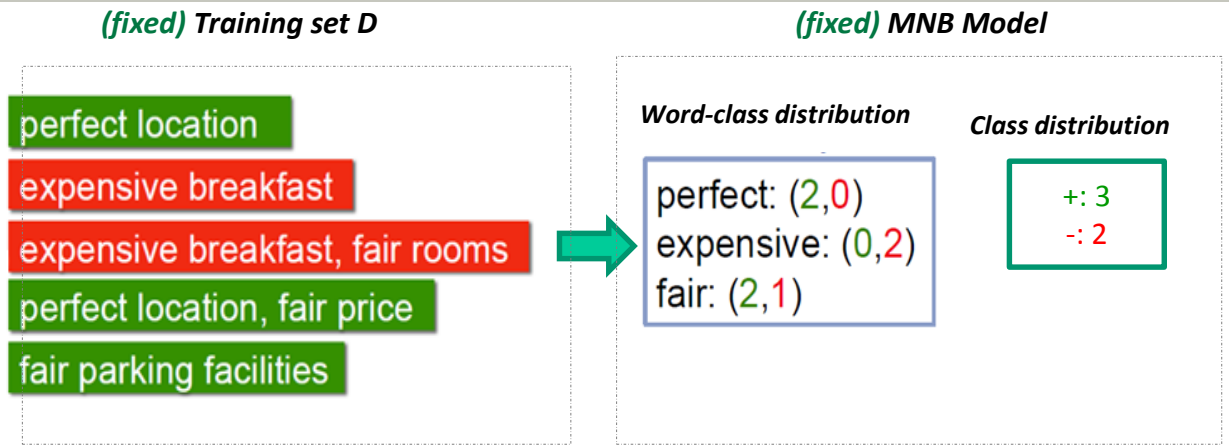 (fixed) Training set D
perfect location
expensive breakfast
expensive breakfast, fair rooms
perfect location, fair price
fair parking facilities
(fixed) MNB Model
Word-class distribution
perfect: (2,0)
expensive: (0,2)
fair: (2,1)
Class distribution
+: 3
-: 2